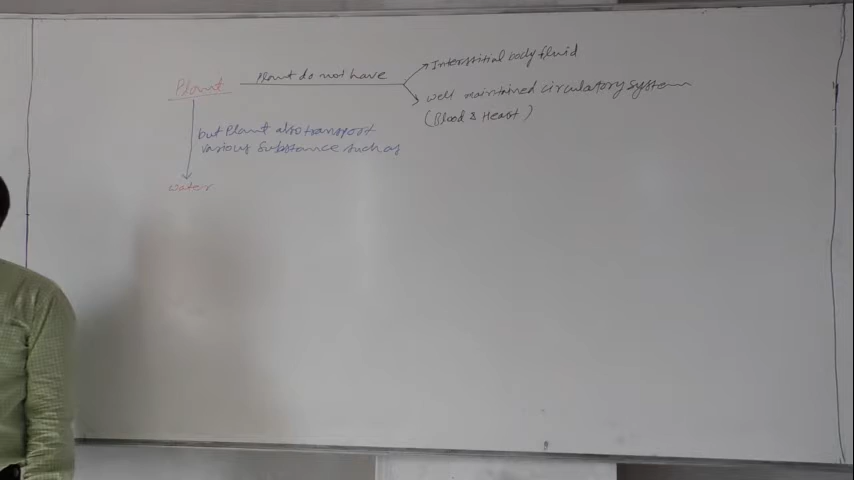 Plant
Plant do not have
Interstitial body fluid
well maintained circulatory system
(Blood & Heart)
but Plant also transport
various substance such as
water